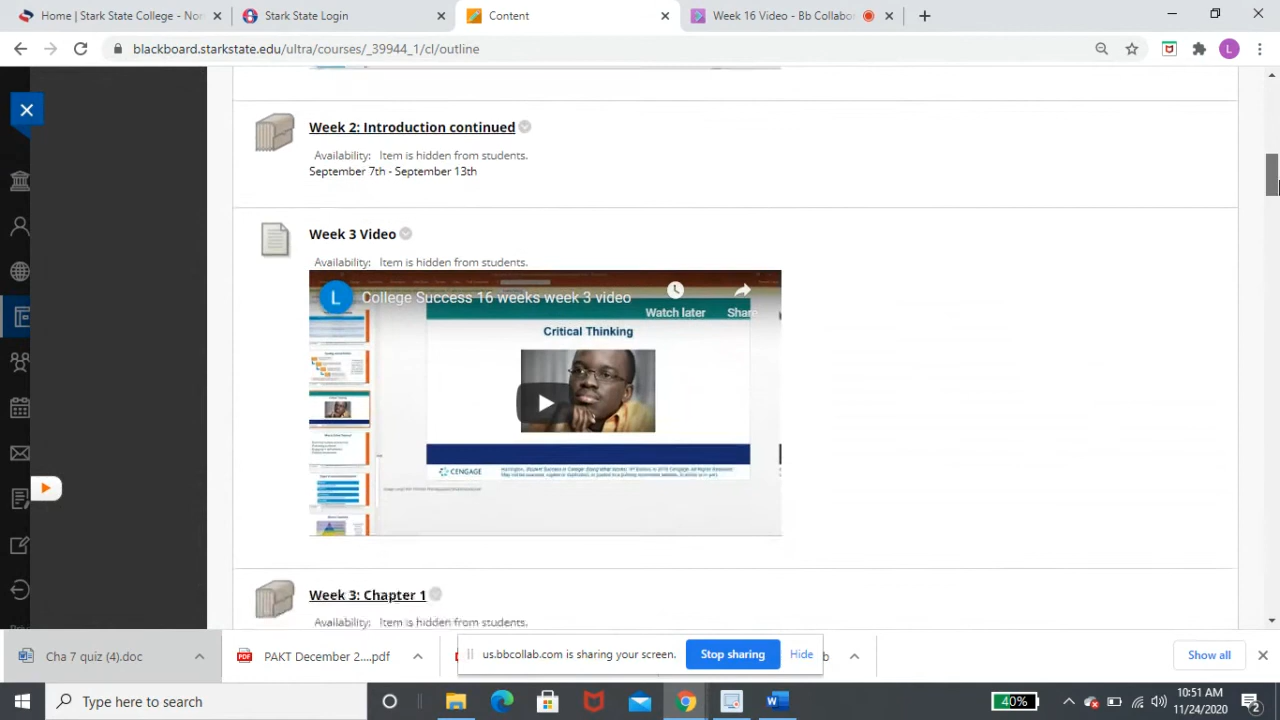 Home | Stark State College - Nor
Stark State Login
Content
Week 16 Video - Bb Collabo
blackboard.starkstate.edu/ultra/courses/_39944_1/cl/outline
L
Week 2: Introduction continued
Availability: Item is hidden from students.
September 7th - September 13th
Week 3 Video
Availability: Item is hidden from students.
L
College Success 16 weeks week 3 video
Watch later
Share
Critical Thinking
CENGAGE
Week 3: Chapter 1
Availability: Item is hidden from students.
Cha 7 quiz (4).doc
PAKT December 2....pdf
us.bbcollab.com is sharing your screen.
Stop sharing
Hide
b
Show all
Type here to search
40%
10:51 AM
11/24/2020
2